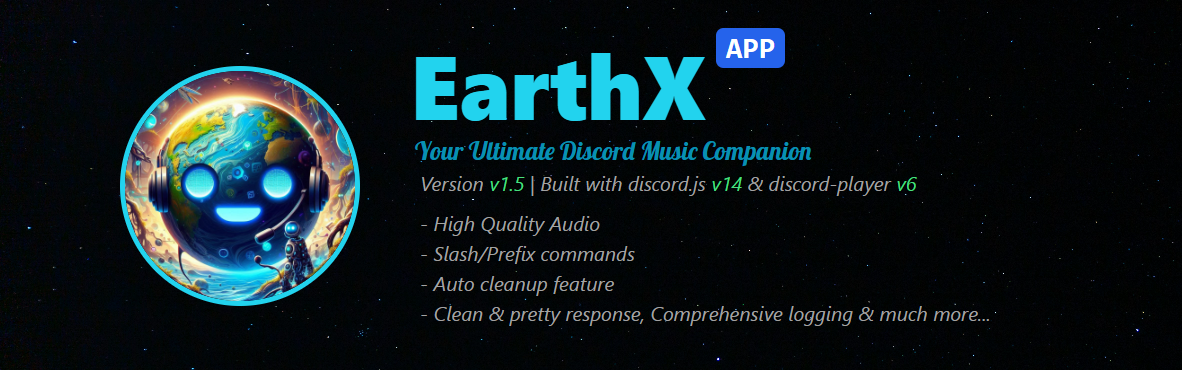 EarthX APP
Your Ultimate Discord Music Companion
Version v1.5 | Built with discord.js v14 & discord-player v6
- High Quality Audio
- Slash/Prefix commands
- Auto cleanup feature
- Clean & pretty response, Comprehensive logging & much more...